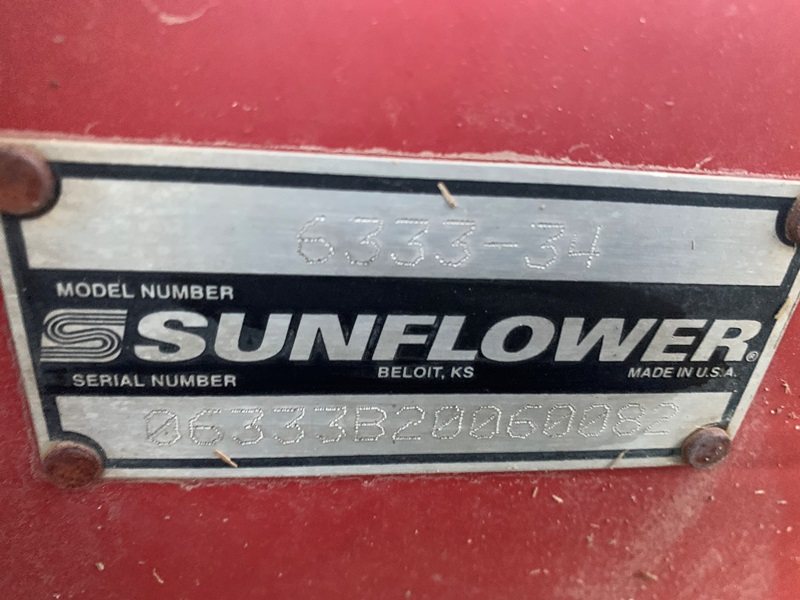 6333-34
MODEL NUMBER
SUNFLOWER®
BELOIT, KS
MADE IN U.S.A.
SERIAL NUMBER
06333B20060082